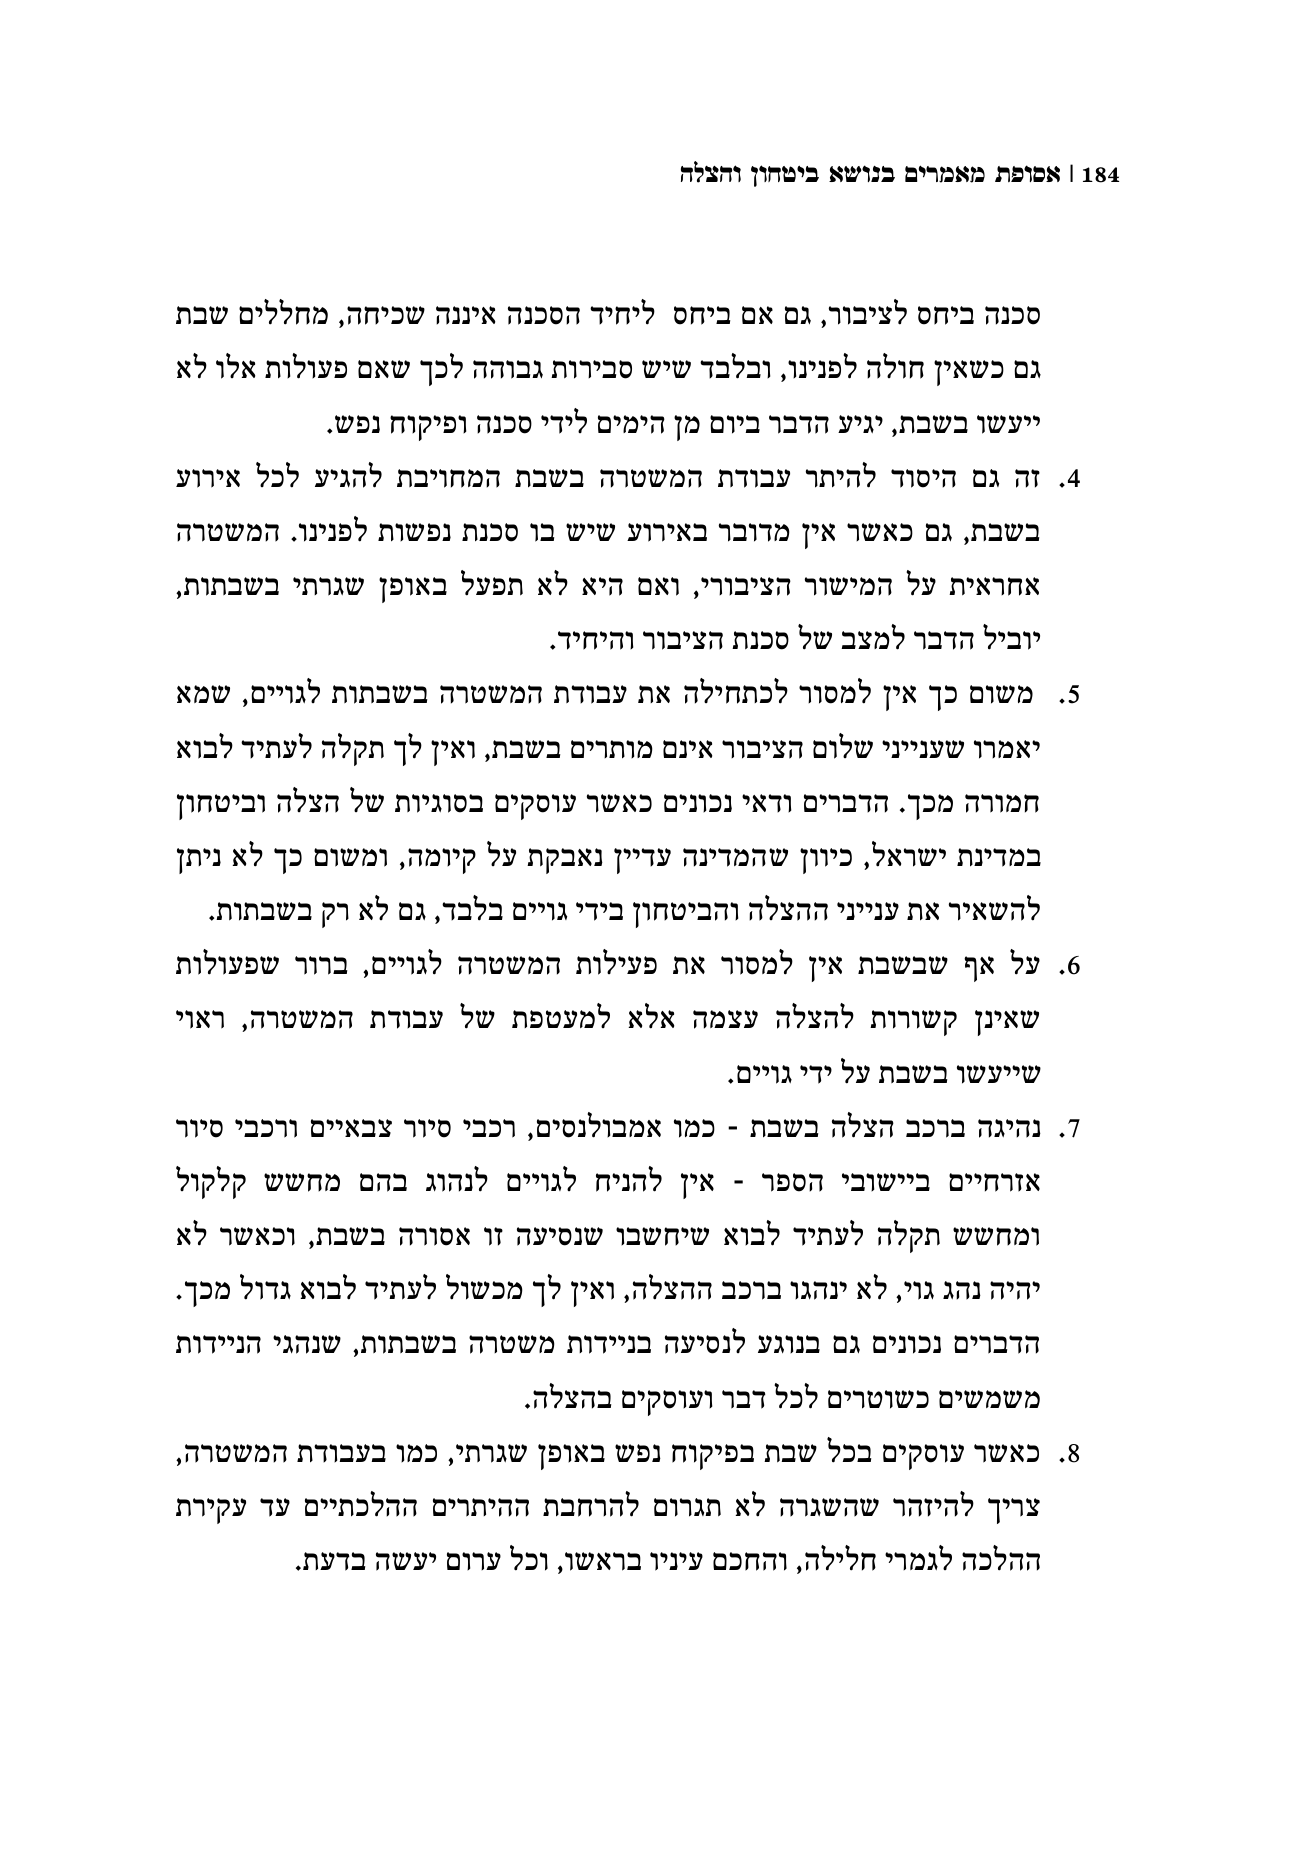 184 | אסופת מאמרים בנושא ביטחון והצלה
סכנה ביחס לציבור, גם אם ביחס ליחיד הסכנה איננה שכיחה, מחללים שבת
גם כשאין חולה לפנינו, ובלבד שיש סבירות גבוהה לכך שאם פעולות אלו לא
ייעשו בשבת, יגיע הדבר ביום מן הימים לידי סכנה ופיקוח נפש.
4. זה גם היסוד להיתר עבודת המשטרה בשבת המחויבת להגיע לכל אירוע
בשבת, גם כאשר אין מדובר באירוע שיש בו סכנת נפשות לפנינו. המשטרה
אחראית על המישור הציבורי, ואם היא לא תפעל באופן שגרתי בשבתות,
יוביל הדבר למצב של סכנת הציבור והיחיד.
5. משום כך אין למסור לכתחילה את עבודת המשטרה בשבתות לגויים, שמא
יאמרו שענייני שלום הציבור אינם מותרים בשבת, ואין לך תקלה לעתיד לבוא
חמורה מכך. הדברים ודאי נכונים כאשר עוסקים בסוגיות של הצלה וביטחון
במדינת ישראל, כיוון שהמדינה עדיין נאבקת על קיומה, ומשום כך לא ניתן
להשאיר את ענייני ההצלה והביטחון בידי גויים בלבד, גם לא רק בשבתות.
6. על אף שבשבת אין למסור את פעילות המשטרה לגויים, ברור שפעולות
שאינן קשורות להצלה עצמה אלא למעטפת של עבודת המשטרה, ראוי
שייעשו בשבת על ידי גויים.
7. נהיגה ברכב הצלה בשבת - כמו אמבולנסים, רכבי סיור צבאיים ורכבי סיור
אזרחיים ביישובי הספר - אין להניח לגויים לנהוג בהם מחשש קלקול
ומחשש תקלה לעתיד לבוא שיחשבו שנסיעה זו אסורה בשבת, וכאשר לא
יהיה נהג גוי, לא ינהגו ברכב ההצלה, ואין לך מכשול לעתיד לבוא גדול מכך.
הדברים נכונים גם בנוגע לנסיעה בניידות משטרה בשבתות, שנהגי הניידות
משמשים כשוטרים לכל דבר ועוסקים בהצלה.
8. כאשר עוסקים בכל שבת בפיקוח נפש באופן שגרתי, כמו בעבודת המשטרה,
צריך להיזהר שהשגרה לא תגרום להרחבת ההיתרים ההלכתיים עד עקירת
ההלכה לגמרי חלילה, והחכם עיניו בראשו, וכל ערום יעשה בדעת.